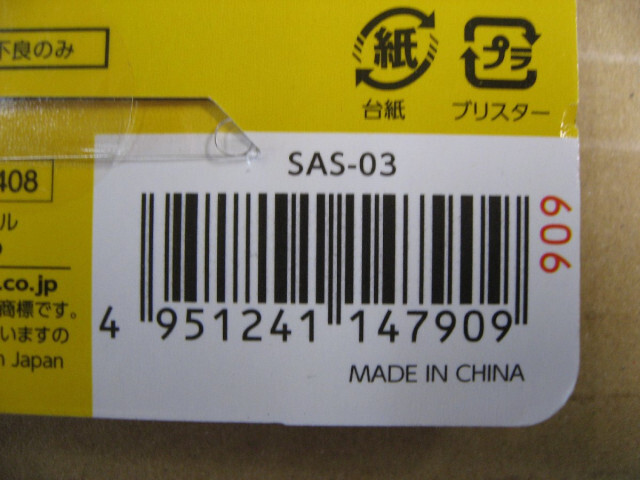 不良のみ
紙
プラ
台紙
ブリスター
SAS-03
408
ル
.co.jp
商標です。
いますの
n Japan
4 951241 147909
609
MADE IN CHINA